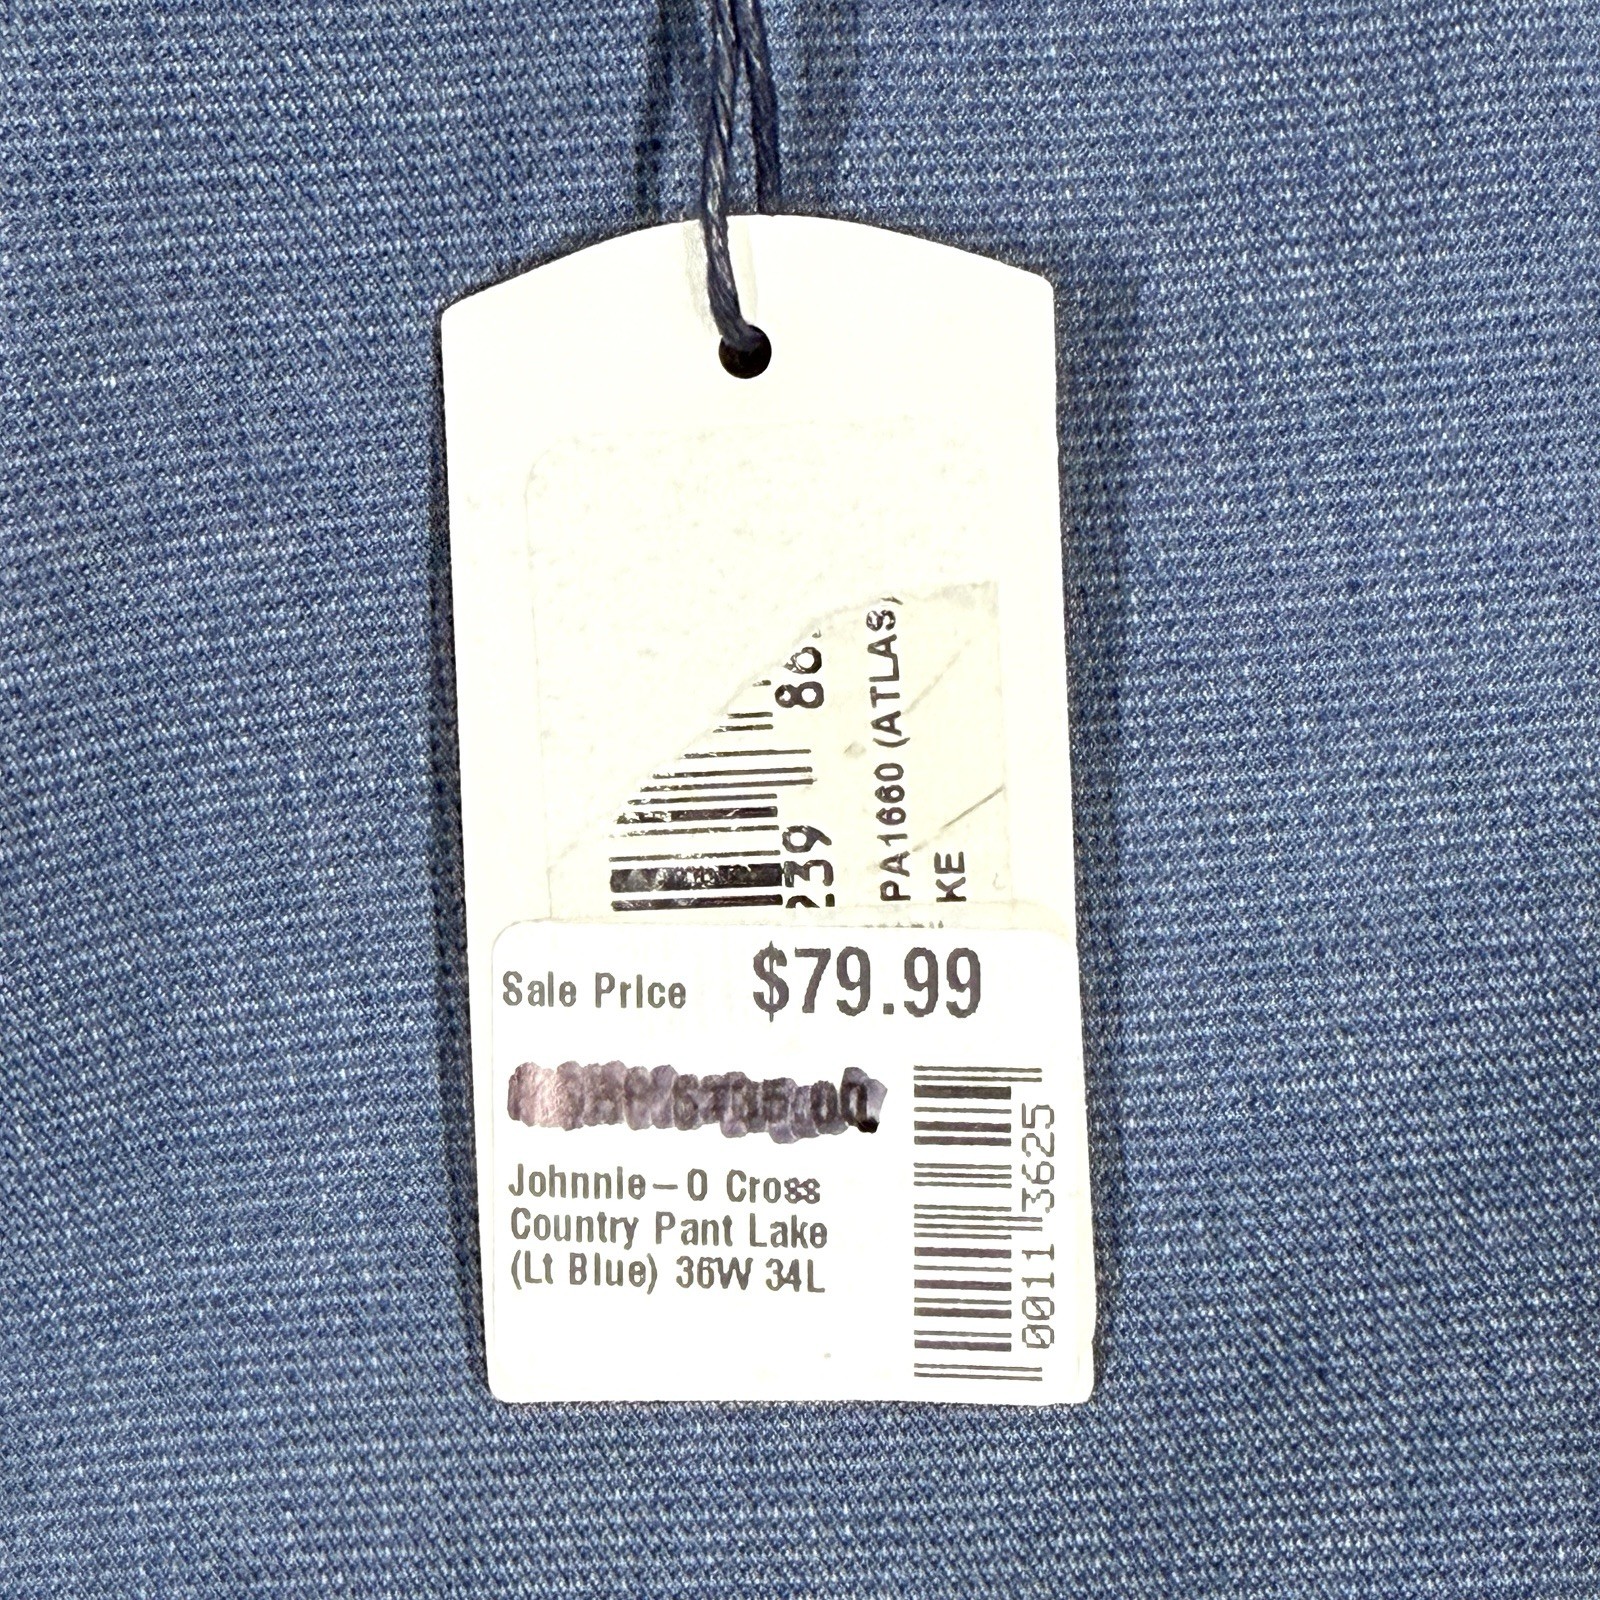 PA1660 (ATLAS)
KE
239
86
Sale Price $79.99
Johnnie-O Cross
Country Pant Lake
(Lt Blue) 36W 34L
0011 3625